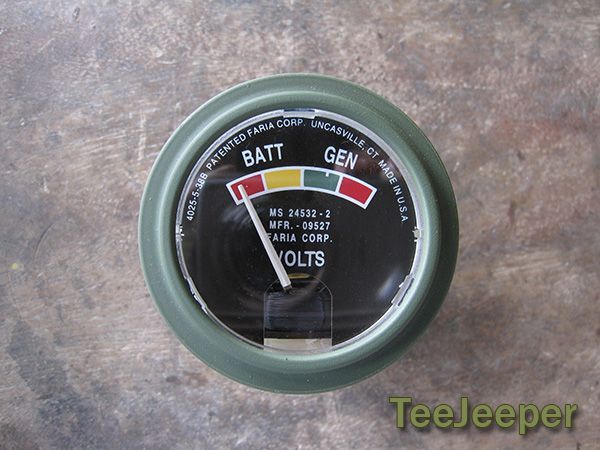 4025-5-38B PATENTED FARIA CORP. UNCASVILLE, CT MADE IN U.S.A.
BATT GEN
MS 24532-2
MFR.-09527
FARIA CORP.
VOLTS
TeeJeeper